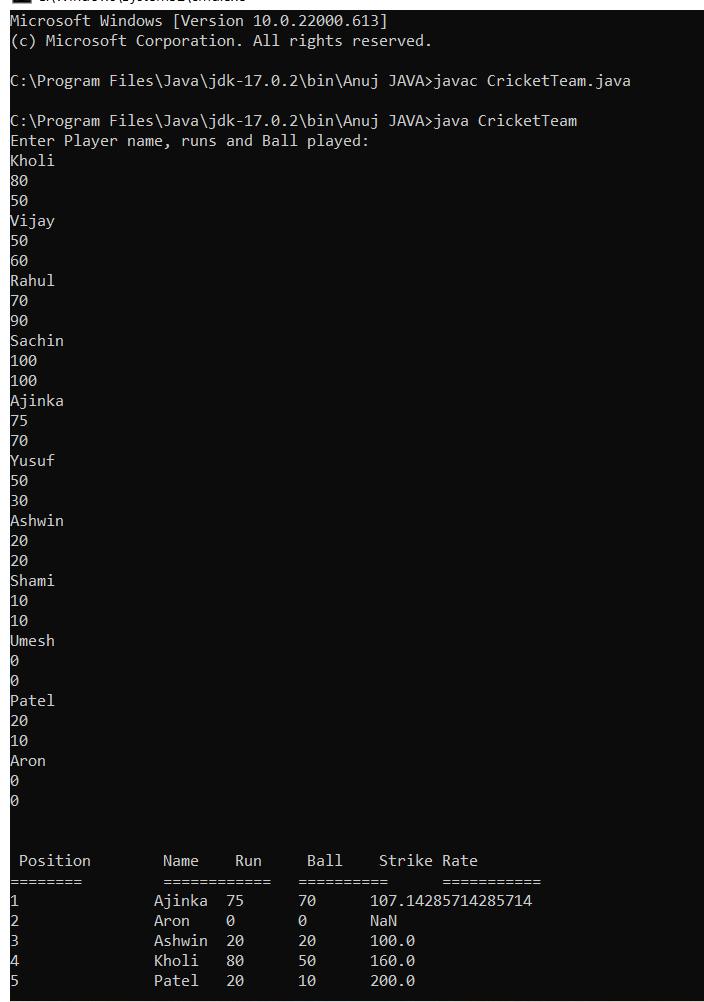 Microsoft Windows [Version 10.0.22000.613]
(c) Microsoft Corporation. All rights reserved.
C:\Program Files\Java\jdk-17.0.2\bin\Anuj JAVA>javac CricketTeam.java
C:\Program Files\Java\jdk-17.0.2\bin\Anuj JAVA>java CricketTeam
Enter Player name, runs and Ball played:
Kholi
80
50
Vijay
50
60
Rahul
70
90
Sachin
100
100
Ajinka
75
70
Yusuf
50
30
Ashwin
20
20
Shami
10
10
Umesh
0
0
Patel
20
10
Aron
0
0
Position Name Run Ball Strike Rate
======== ============ ========== ===========
1 Ajinka 75 70 107.14285714285714
2 Aron 0 0 NaN
3 Ashwin 20 20 100.0
4 Kholi 80 50 160.0
5 Patel 20 10 200.0